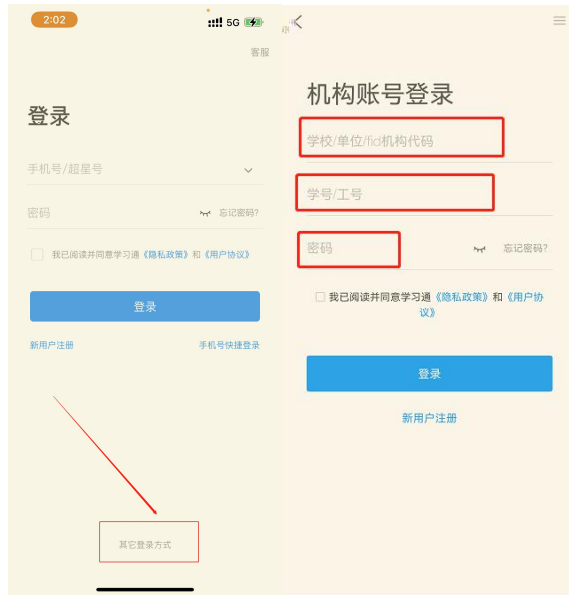 2:02
5G
客服
登录
手机号/超星号
密码
忘记密码?
我已阅读并同意学习通《隐私政策》和《用户协议》
登录
新用户注册
手机号快捷登录
其它登录方式
机构账号登录
学校/单位/fid机构代码
学号/工号
密码
忘记密码?
我已阅读并同意学习通《隐私政策》和《用户协
议》
登录
新用户注册